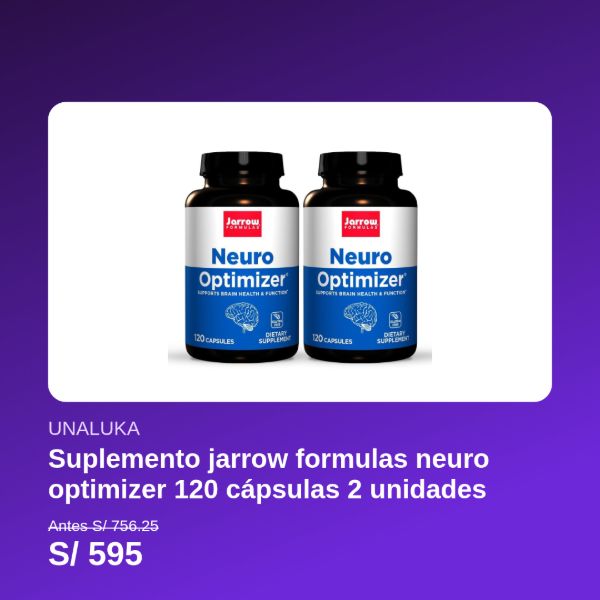 Jarrow
FORMULAS
Neuro
Optimizer
SUPPORTS BRAIN HEALTH & FUNCTION
120 CAPSULES
DIETARY
SUPPLEMENT
Jarrow
FORMULAS
Neuro
Optimizer
SUPPORTS BRAIN HEALTH & FUNCTION
120 CAPSULES
DIETARY
SUPPLEMENT
UNALUKA
Suplemento jarrow formulas neuro
optimizer 120 cápsulas 2 unidades
Antes S/ 756.25
S/ 595